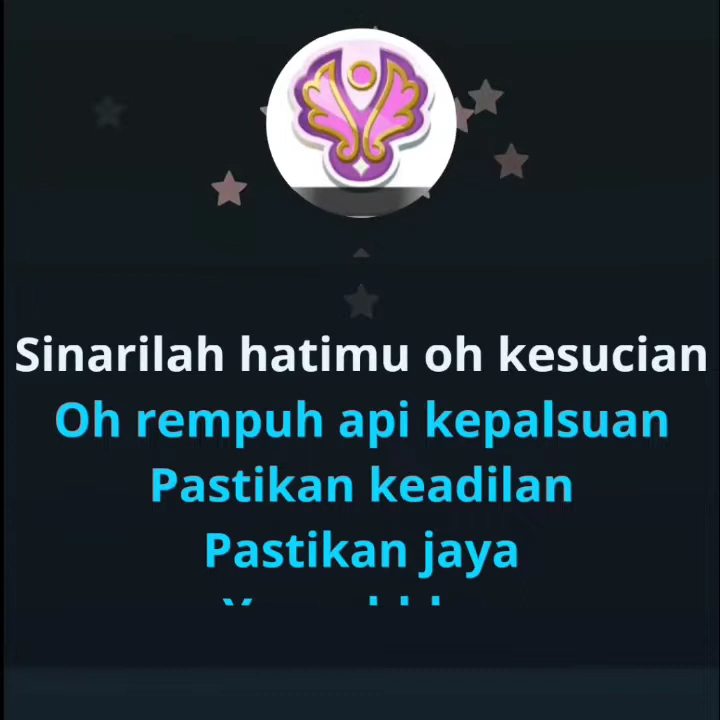 Sinarilah hatimu oh kesucian
Oh rempuh api kepalsuan
Pastikan keadilan
Pastikan jaya